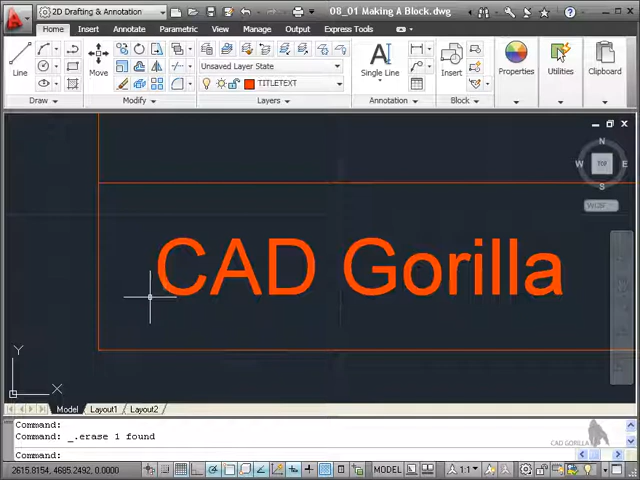 2D Drafting & Annotation
08_01 Making A Block.dwg
Home Insert Annotate Parametric View Manage Output Express Tools
Line
Move
Unsaved Layer State
TITLETEXT
Single Line
Insert
Properties
Utilities
Clipboard
Draw
Modify
Layers
Annotation
Block
N
W TOP E
S
CAD Gorilla
Y
X
Model Layout1 Layout2
Command:
Command: _.erase 1 found
CAD GORILLA
Command:
2615.8154, 4685.2492, 0.0000
MODEL
1:1